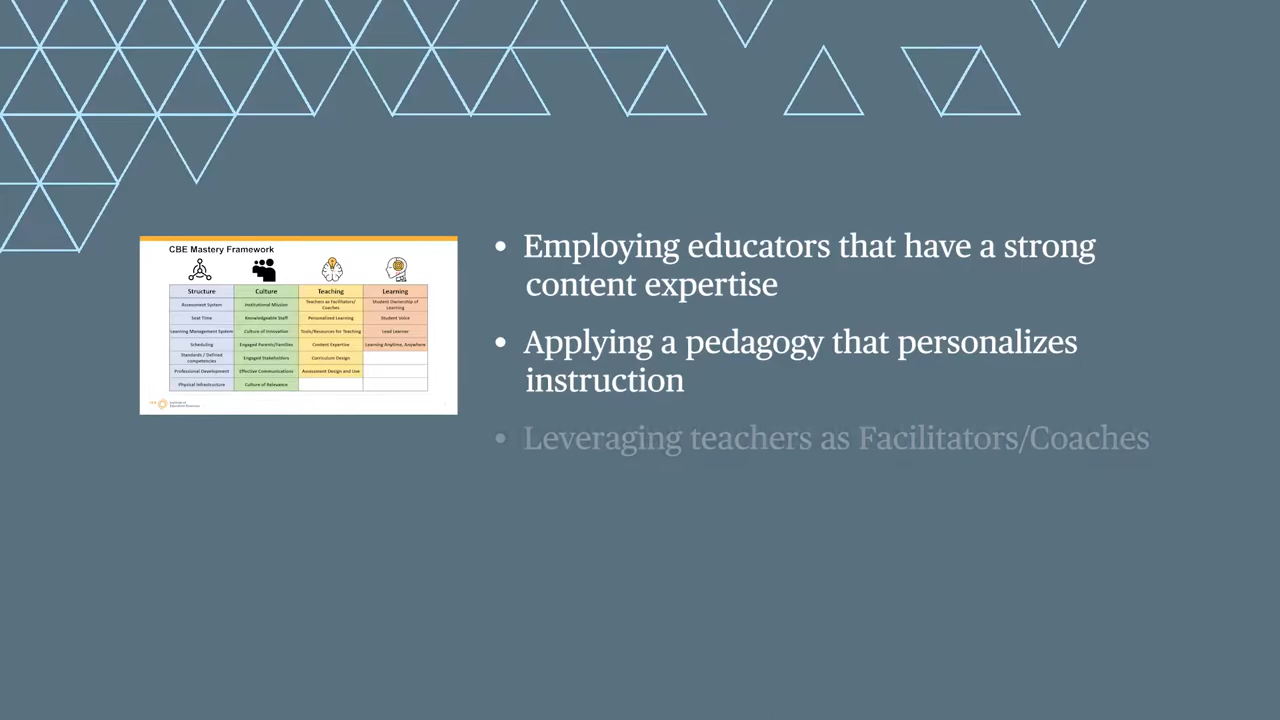 CBE Mastery Framework
Structure Culture Teaching Learning
Assessment System Institutional Mission Teachers as Facilitators/ Student Ownership of
Coaches Learning
Seat Time Knowledgeable Staff Personalized Learning Student Voice
Learning Management System Culture of Innovation Tools/Resources for Teaching Lead Learner
Scheduling Engaged Parents/Families Content Expertise Learning Anytime, Anywhere
Standards / Defined
competencies Engaged Stakeholders Curriculum Design
Professional Development Effective Communications Assessment Design and Use
Physical Infrastructure Culture of Relevance
• Employing educators that have a strong
content expertise
• Applying a pedagogy that personalizes
instruction
• Leveraging teachers as Facilitators/Coaches